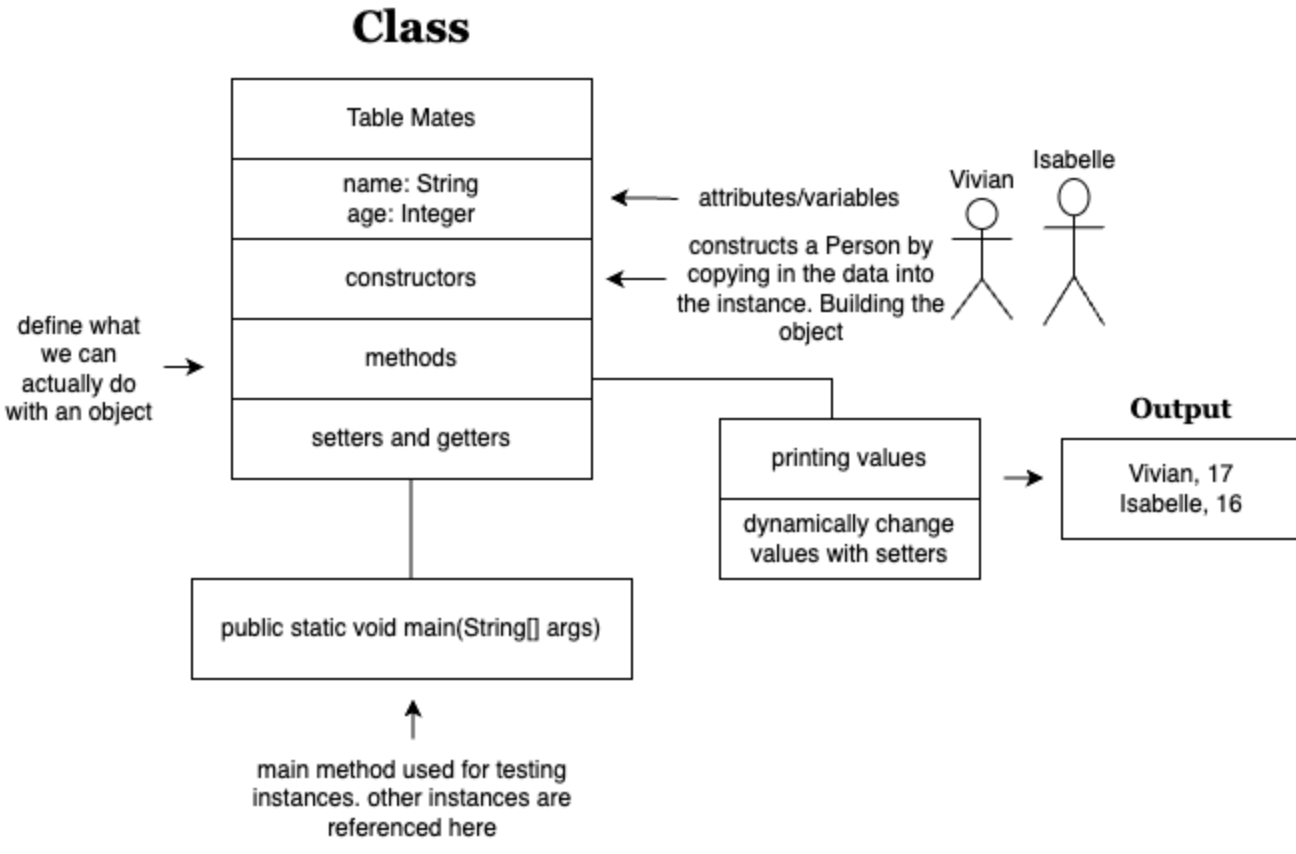 Class
Table Mates
name: String
age: Integer
constructors
methods
setters and getters
attributes/variables
constructs a Person by
copying in the data into
the instance. Building the
object
Vivian
Isabelle
define what
we can
actually do
with an object
printing values
dynamically change
values with setters
Output
Vivian, 17
Isabelle, 16
public static void main(String[] args)
main method used for testing
instances. other instances are
referenced here